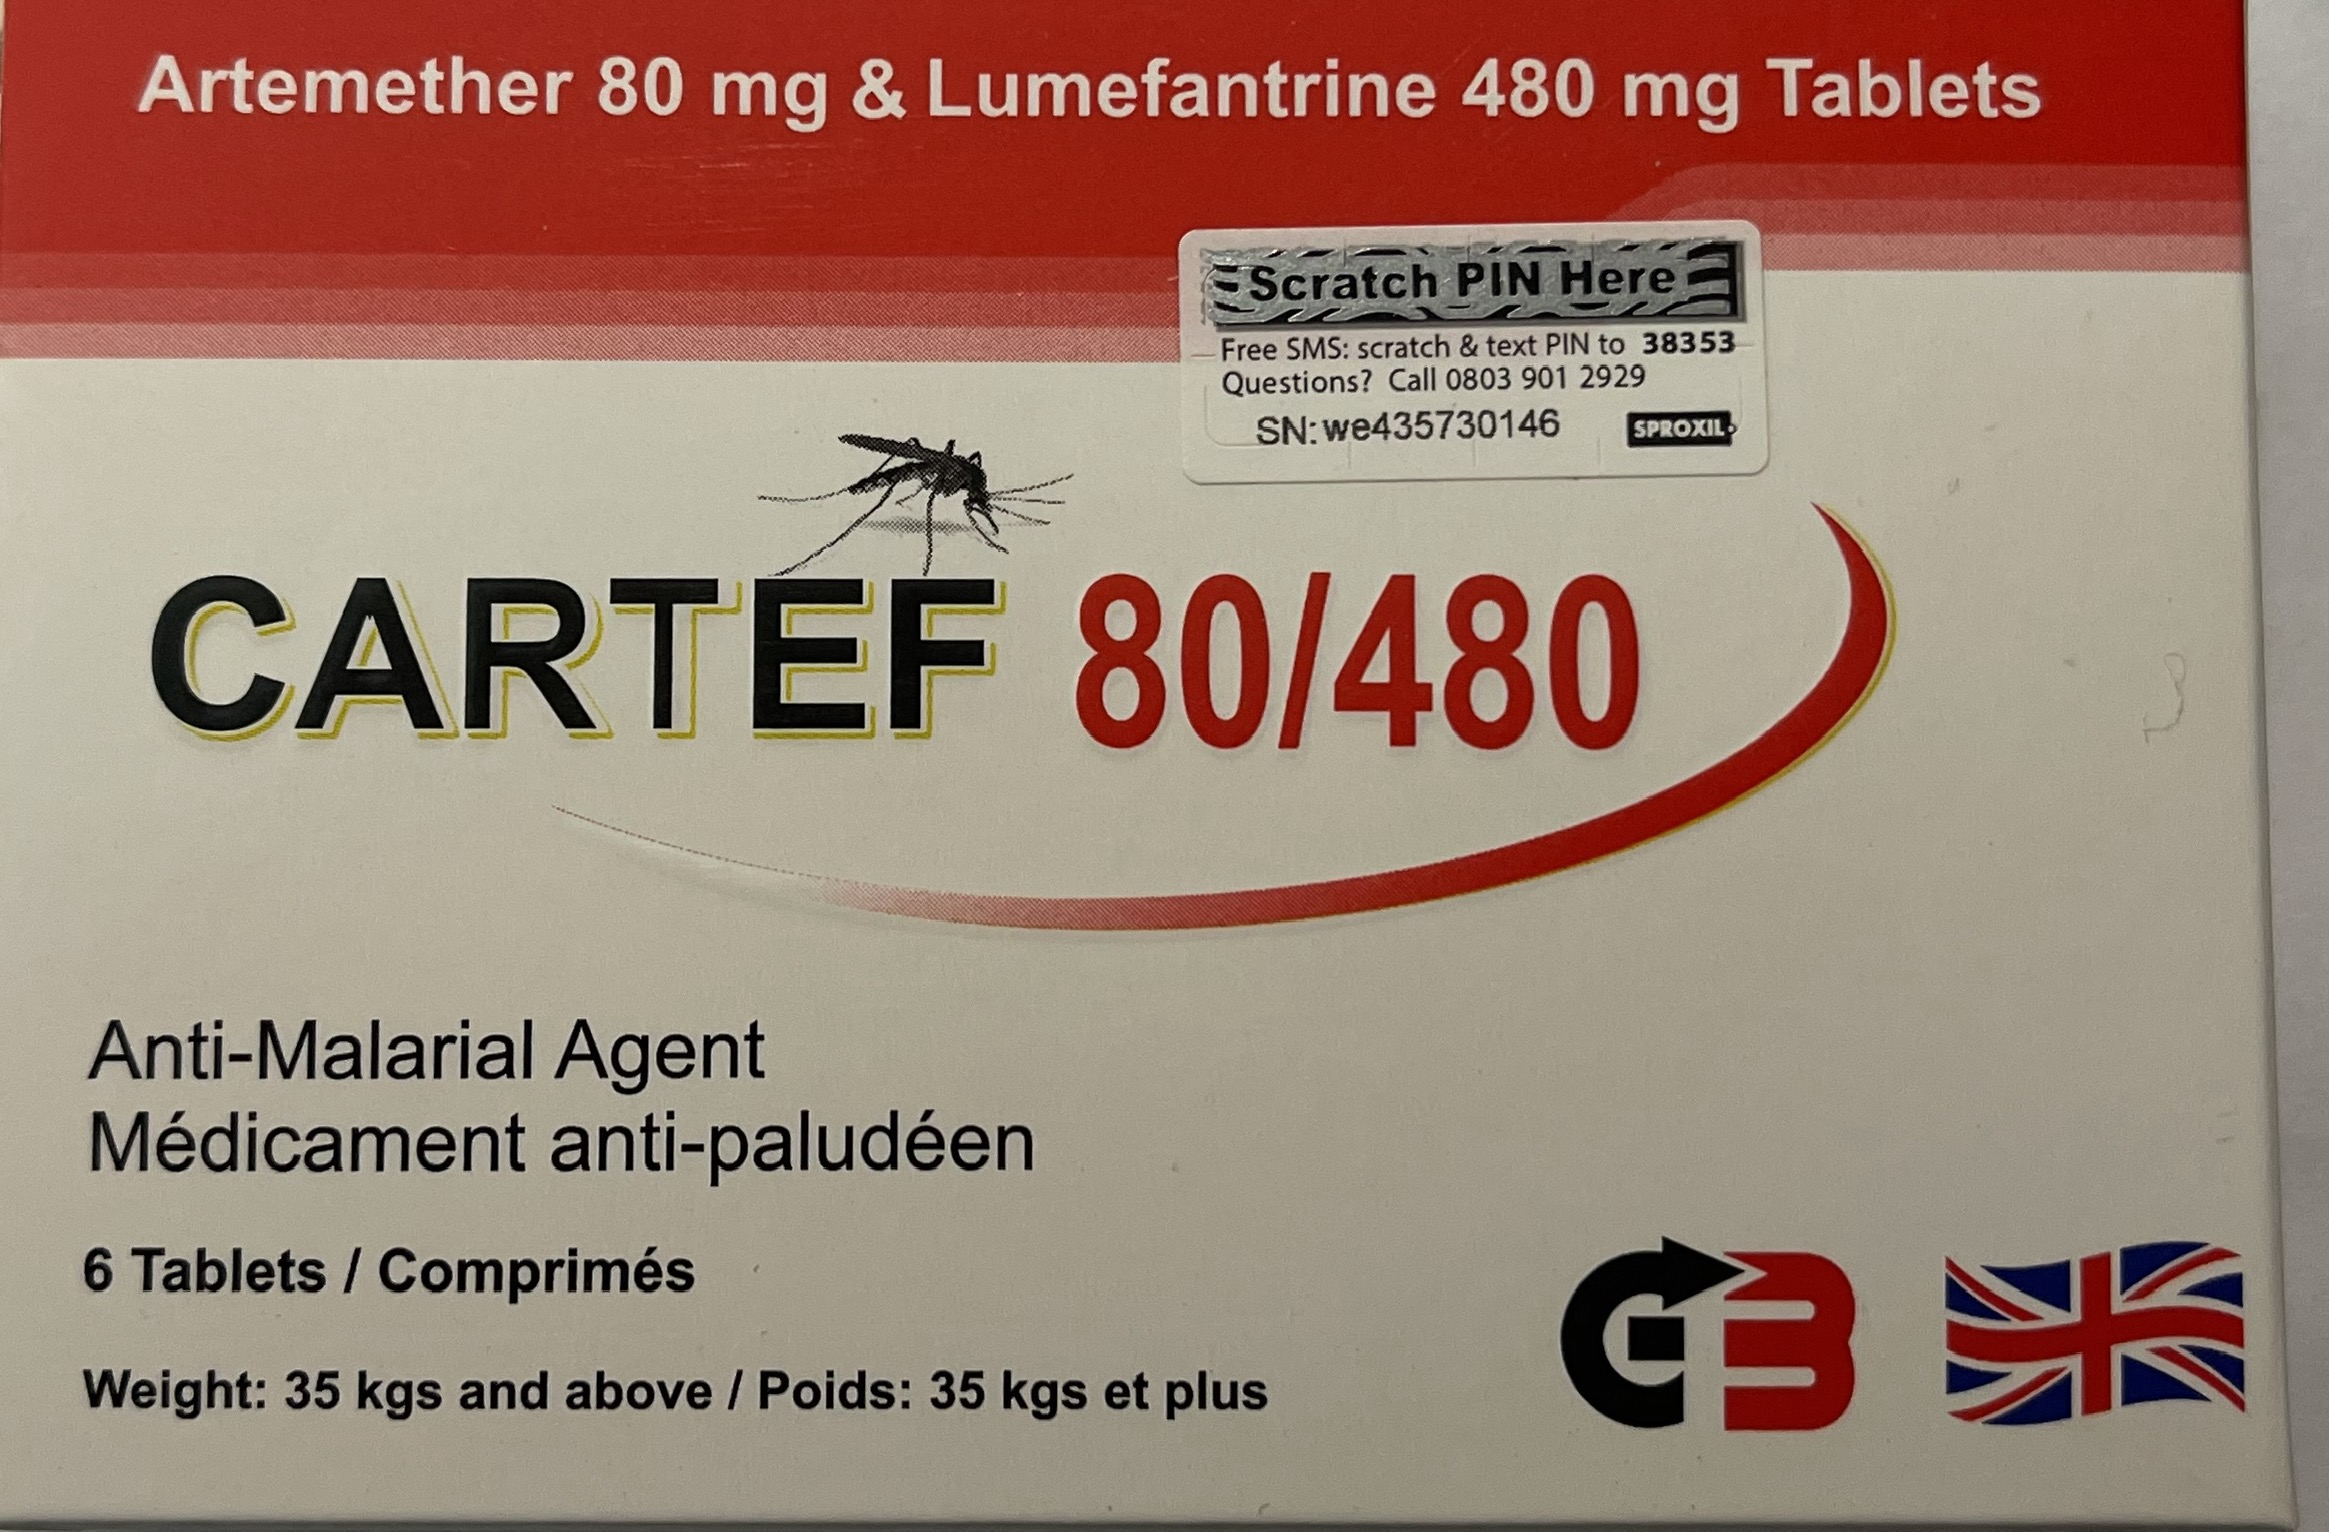 Artemether 80 mg & Lumefantrine 480 mg Tablets
Scratch PIN Here
Free SMS: scratch & text PIN to 38353
Questions? Call 0803 901 2929
SN:we435730146
SPROXIL
CARTEF 80/480
Anti-Malarial Agent
Médicament anti-paludéen
6 Tablets / Comprimés
Weight: 35 kgs and above / Poids: 35 kgs et plus
GB